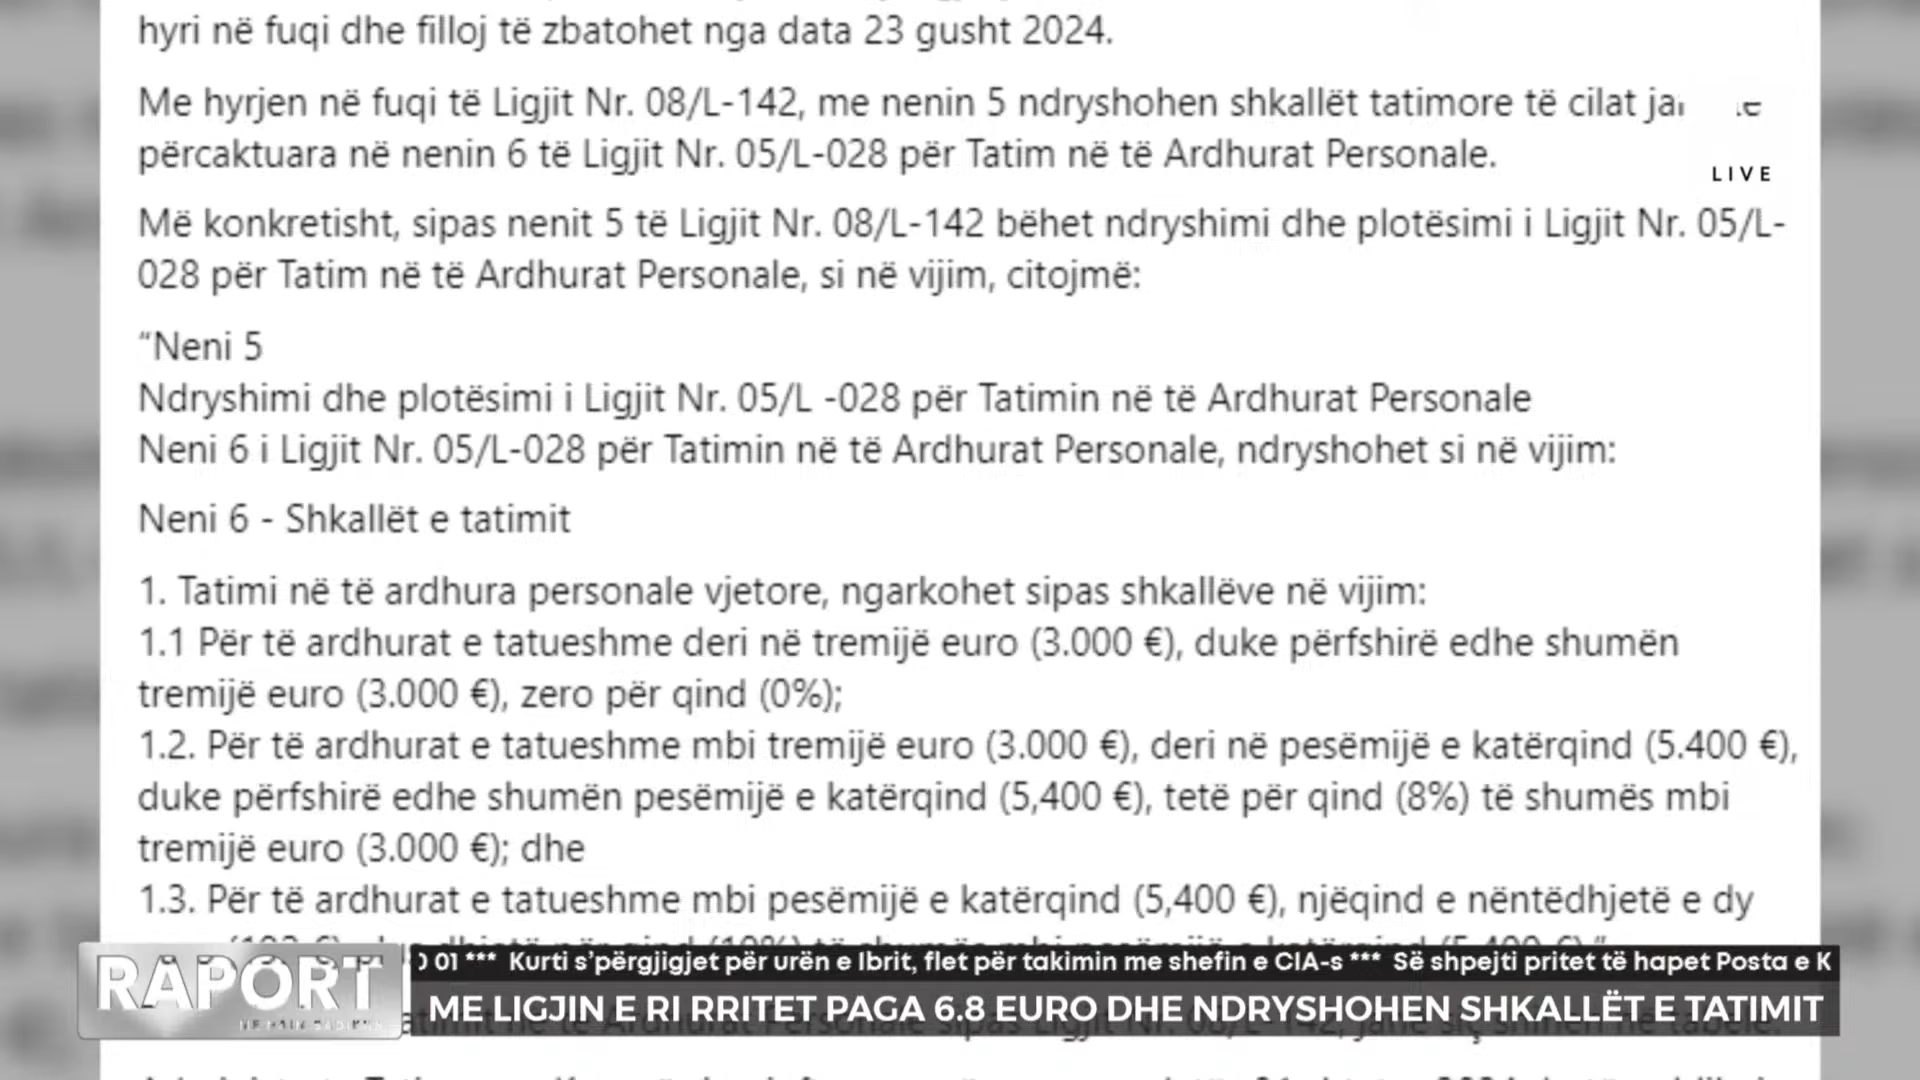 hyri në fuqi dhe filloj të zbatohet nga data 23 gusht 2024.
Me hyrjen në fuqi të Ligjit Nr. 08/L-142, me nenin 5 ndryshohen shkallët tatimore të cilat
përcaktuara në nenin 6 të Ligjit Nr. 05/L-028 për Tatim në të Ardhurat Personale.
LIVE
Më konkretisht, sipas nenit 5 të Ligjit Nr. 08/L-142 bëhet ndryshimi dhe plotësimi i Ligjit Nr. 05/L-
028 për Tatim në të Ardhurat Personale, si në vijim, citojmë:
“Neni 5
Ndryshimi dhe plotësimi i Ligjit Nr. 05/L -028 për Tatimin në të Ardhurat Personale
Neni 6 i Ligjit Nr. 05/L-028 për Tatimin në të Ardhurat Personale, ndryshohet si në vijim:
Neni 6 - Shkallët e tatimit
1. Tatimi në të ardhura personale vjetore, ngarkohet sipas shkallëve në vijim:
1.1 Për të ardhurat e tatueshme deri në tremijë euro (3.000 €), duke përfshirë edhe shumën
tremijë euro (3.000 €), zero për qind (0%);
1.2. Për të ardhurat e tatueshme mbi tremijë euro (3.000 €), deri në pesëmijë e katërqind (5.400 €),
duke përfshirë edhe shumën pesëmijë e katërqind (5,400 €), tetë për qind (8%) të shumës mbi
tremijë euro (3.000 €); dhe
1.3. Për të ardhurat e tatueshme mbi pesëmijë e katërqind (5,400 €), njëqind e nëntëdhjetë e dy
RAPORT
01 *** Kurti s’përgjigjet për urën e Ibrit, flet për takimin me shefin e CIA-s *** Së shpejti pritet të hapet Posta e K
ME LIGJIN E RI RRITET PAGA 6.8 EURO DHE NDRYSHOHEN SHKALLËT E TATIMIT